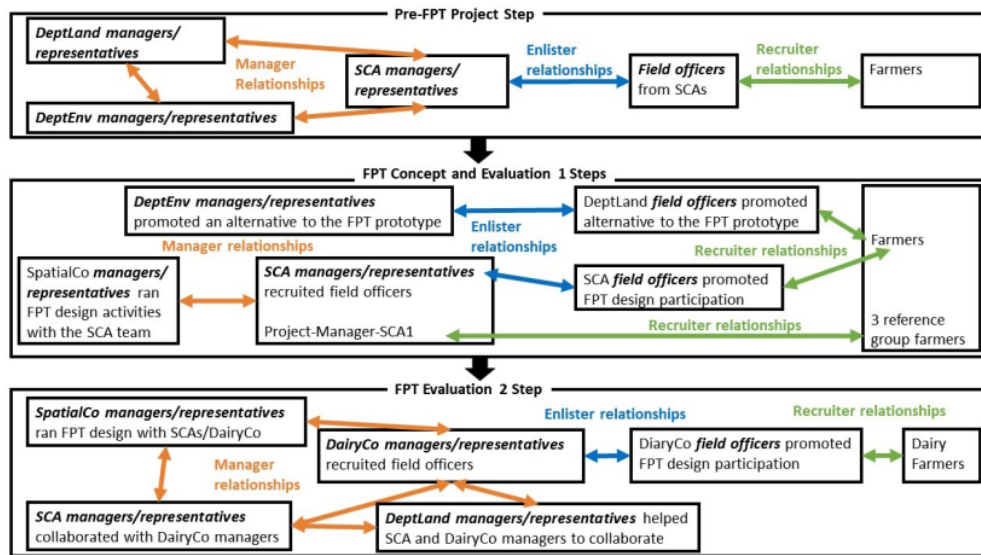 Pre-FPT Project Step
DeptLand managers/
representatives
Manager
Relationships
DeptEnv managers/representatives
SCA managers/
representatives
Enlister
relationships
Field officers
from SCAs
Recruiter
relationships
Farmers
FPT Concept and Evaluation 1 Steps
DeptEnv managers/representatives
promoted an alternative to the FPT prototype
Enlister
relationships
DeptLand field officers promoted
alternative to the FPT prototype
Manager relationships
Recruiter relationships
Farmers
SpatialCo managers/
representatives ran
FPT design activities
with the SCA team
SCA managers/representatives
recruited field officers
Project-Manager-SCA1
SCA field officers promoted
FPT design participation
Recruiter relationships
3 reference
group farmers
FPT Evaluation 2 Step
SpatialCo managers/representatives
ran FPT design with SCAs/DairyCo
Manager
relationships
DairyCo managers/representatives
recruited field officers
Enlister relationships
DiaryCo field officers promoted
FPT design participation
Recruiter relationships
Dairy
Farmers
SCA managers/representatives
collaborated with DairyCo managers
DeptLand managers/representatives helped
SCA and DairyCo managers to collaborate